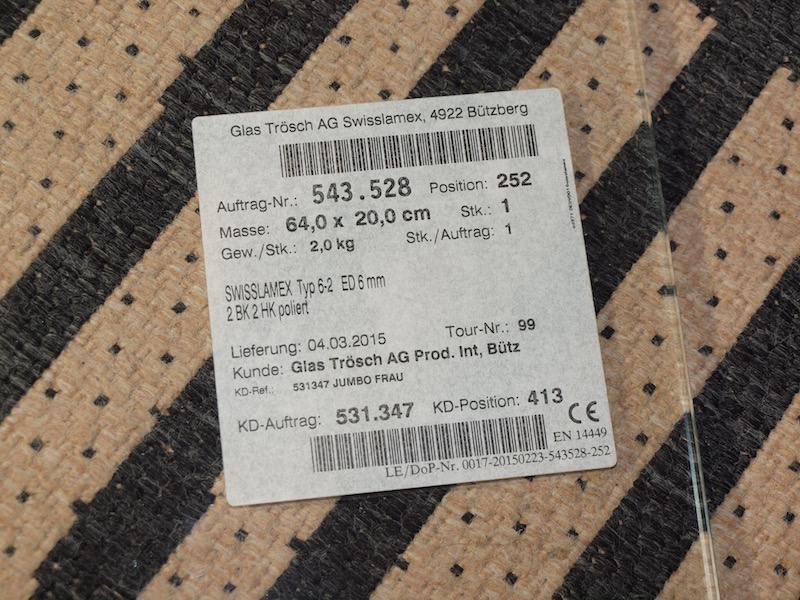 Glas Trösch AG Swisslamex, 4922 Bützberg
Auftrag-Nr.: 543.528 Position: 252
Masse: 64,0 x 20,0 cm Stk.: 1
Gew./Stk.: 2,0 kg Stk./Auftrag: 1
SWISSLAMEX Typ 6-2 ED 6 mm
2 BK 2 HK poliert
Lieferung: 04.03.2015 Tour-Nr.: 99
Kunde: Glas Trösch AG Prod. Int, Bütz
KD-Ref.: 531347 JUMBO FRAU
KD-Auftrag: 531.347 KD-Position: 413
CE
EN 14449
LE/DoP-Nr. 0017-20150223-543528-252